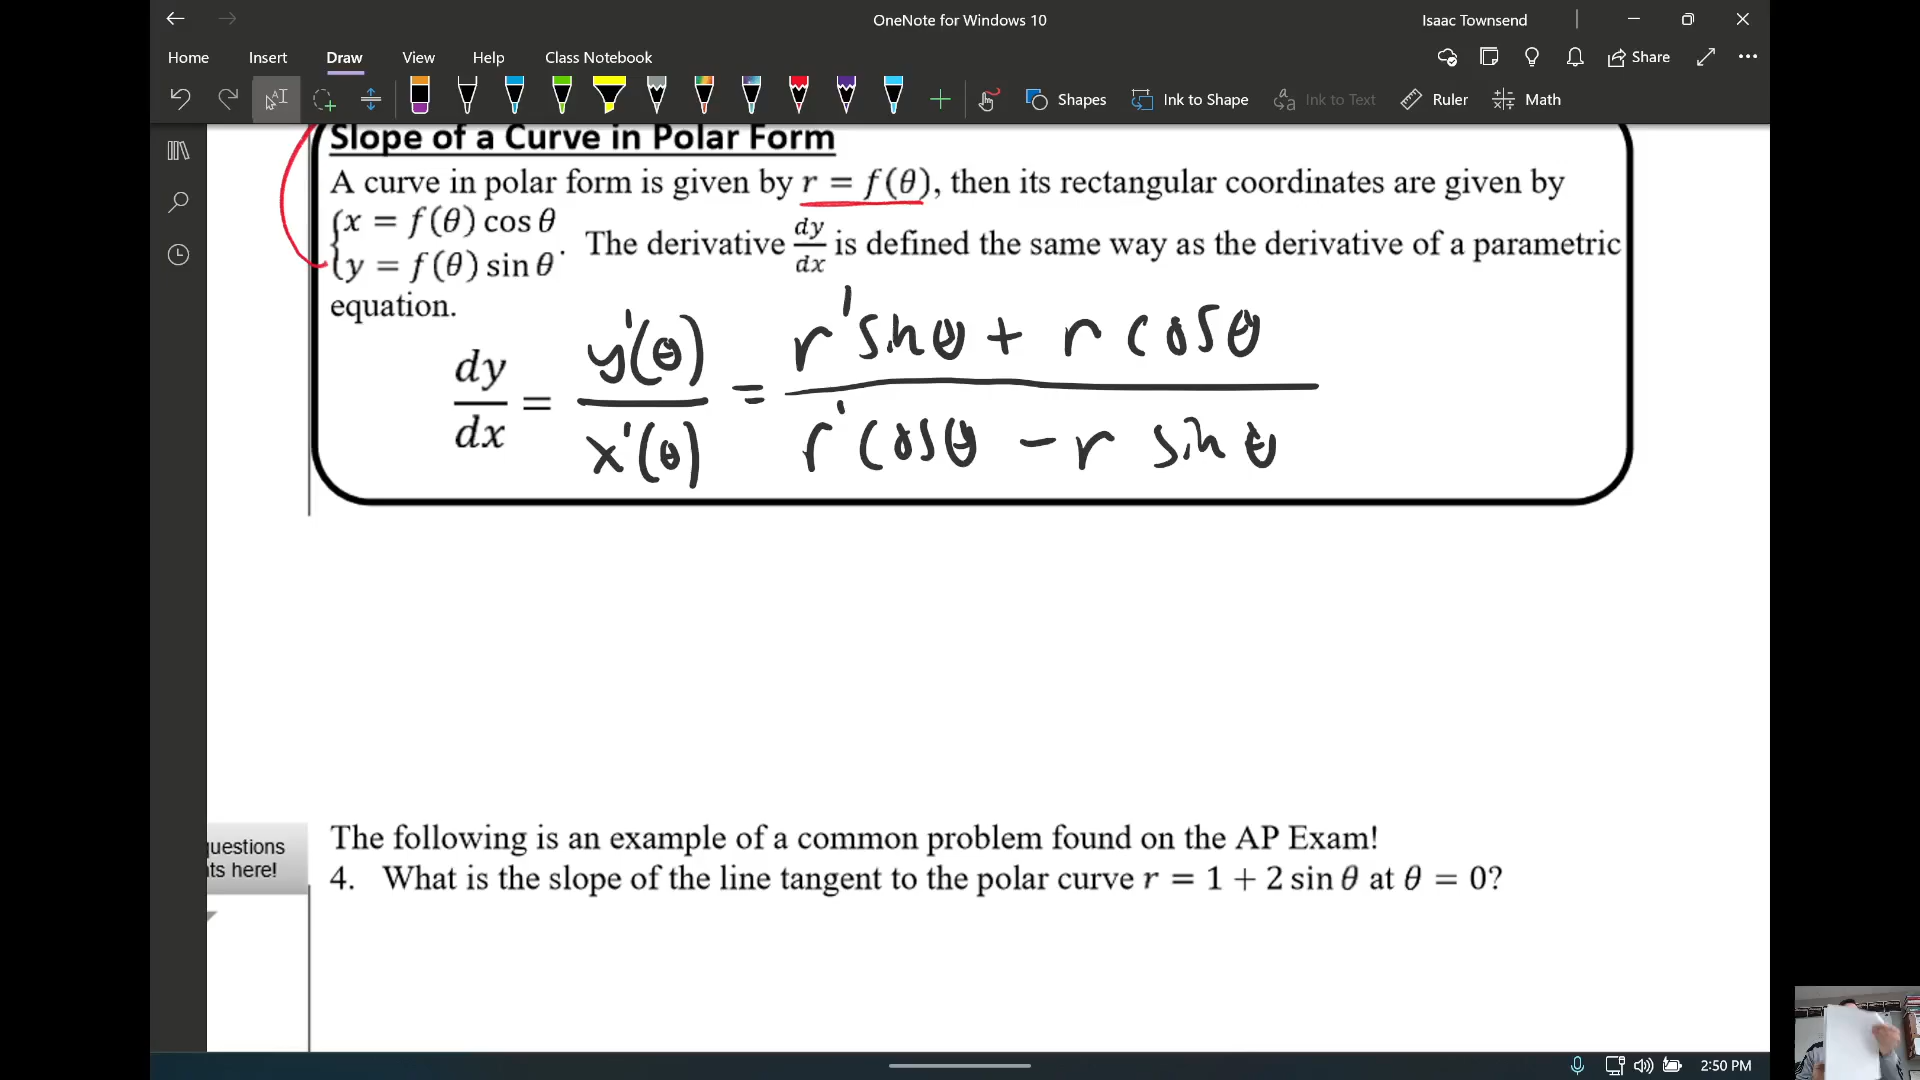 OneNote for Windows 10
Isaac Townsend
Home Insert Draw View Help Class Notebook
Share
Shapes Ink to Shape Ink to Text Ruler Math
Slope of a Curve in Polar Form
A curve in polar form is given by r = f(θ), then its rectangular coordinates are given by
{x = f(θ) cos θ
{y = f(θ) sin θ. The derivative dy/dx is defined the same way as the derivative of a parametric
equation.
dy/dx = y'(θ)/x'(θ) = (r' sin θ + r cos θ)/(r' cos θ - r sin θ)
The following is an example of a common problem found on the AP Exam!
4. What is the slope of the line tangent to the polar curve r = 1 + 2 sin θ at θ = 0?
uestions
ts here!
2:50 PM